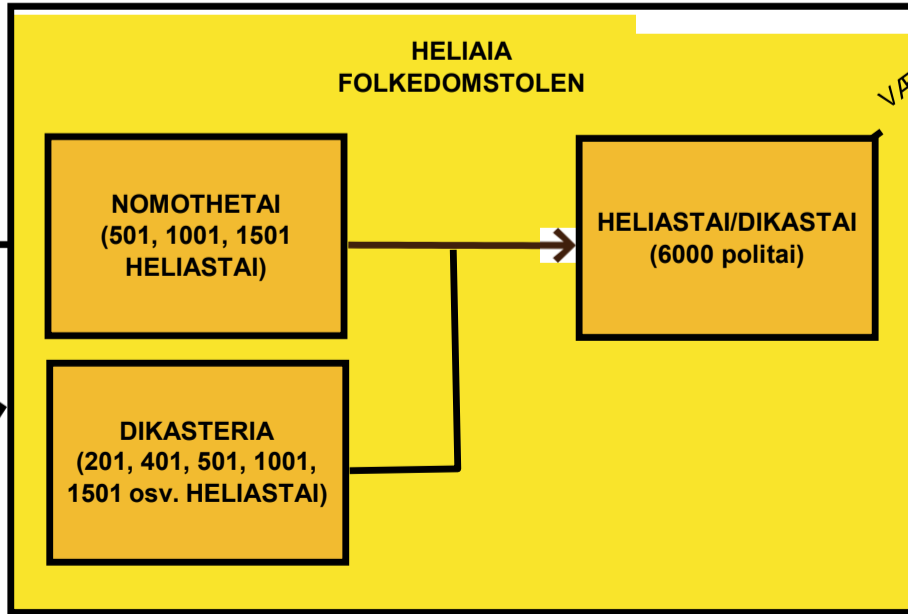 HELIAIA
FOLKEDOMSTOLEN
NOMOTHETAI
(501, 1001, 1501
HELIASTAI)
HELIASTAI/DIKASTAI
(6000 politai)
DIKASTERIA
(201, 401, 501, 1001,
1501 osv. HELIASTAI)